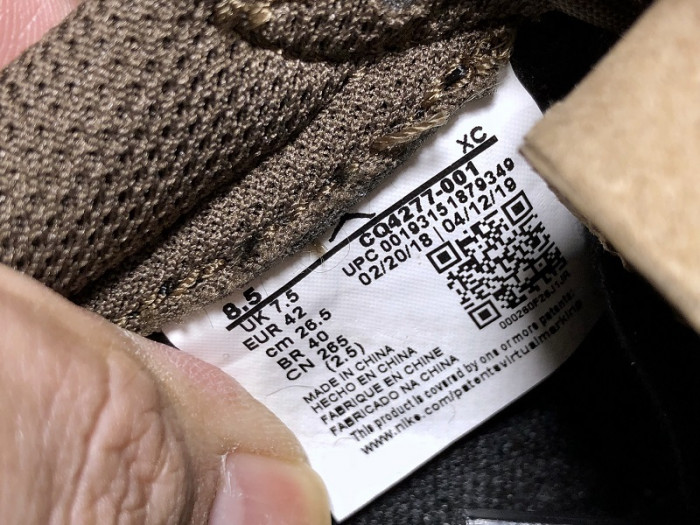 XC
CQ4277-001
UPC 00193151879349
02/20/18 | 04/12/19
8.5
UK 7.5
EUR 42
cm 26.5
BR 40
CN 265
(2.5)
MADE IN CHINA
HECHO EN CHINA
FABRIQUE EN CHINE
FABRICADO NA CHINA
This product is covered by one or more patents:
www.nike.com/patentsvirtualmarking